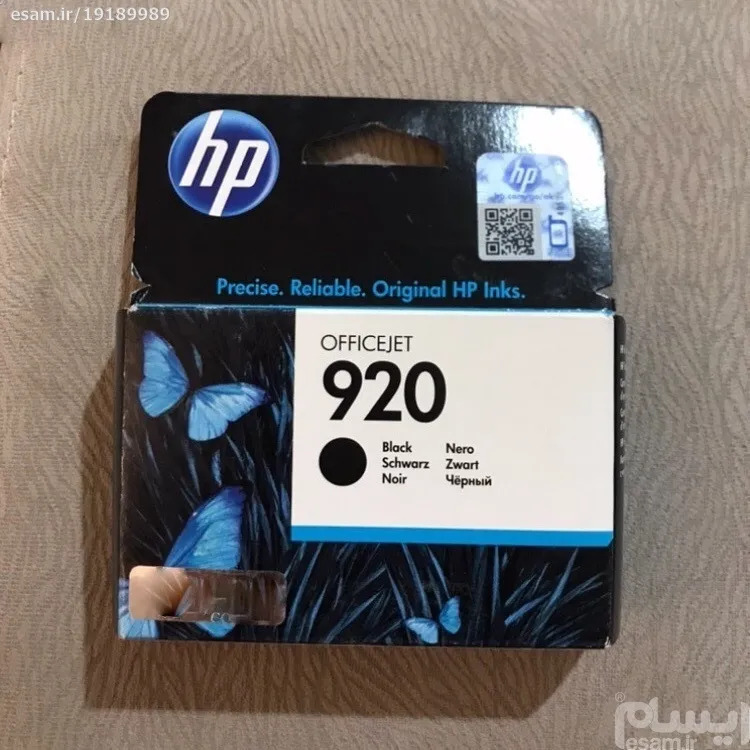 esam.ir/19189989
hp
hp
Precise. Reliable. Original HP Inks.
OFFICEJET
920
Black Nero
Schwarz Zwart
Noir Чёрный
ایسام®
esam.ir